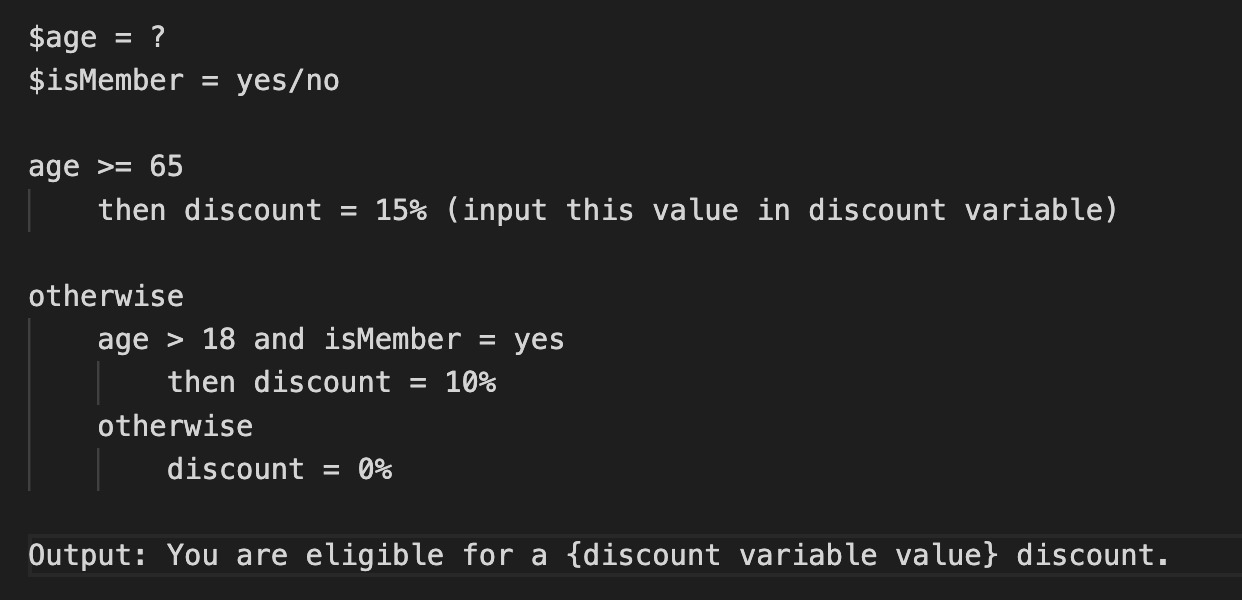 $age = ?
$isMember = yes/no
age >= 65
then discount = 15% (input this value in discount variable)
otherwise
age > 18 and isMember = yes
then discount = 10%
otherwise
discount = 0%
Output: You are eligible for a {discount variable value} discount.